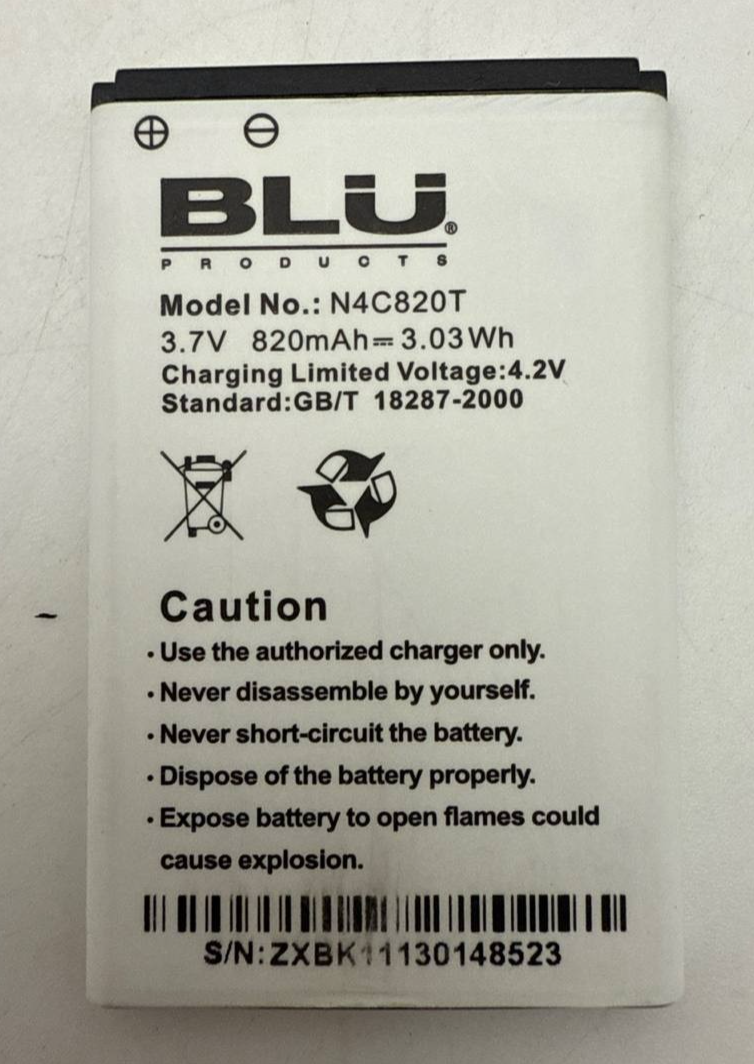 ⊕ ⊖
BLU®
PRODUCTS
Model No.: N4C820T
3.7V 820mAh⎓3.03Wh
Charging Limited Voltage:4.2V
Standard:GB/T 18287-2000
Caution
· Use the authorized charger only.
· Never disassemble by yourself.
· Never short-circuit the battery.
· Dispose of the battery properly.
· Expose battery to open flames could
cause explosion.
S/N:ZXBK11130148523